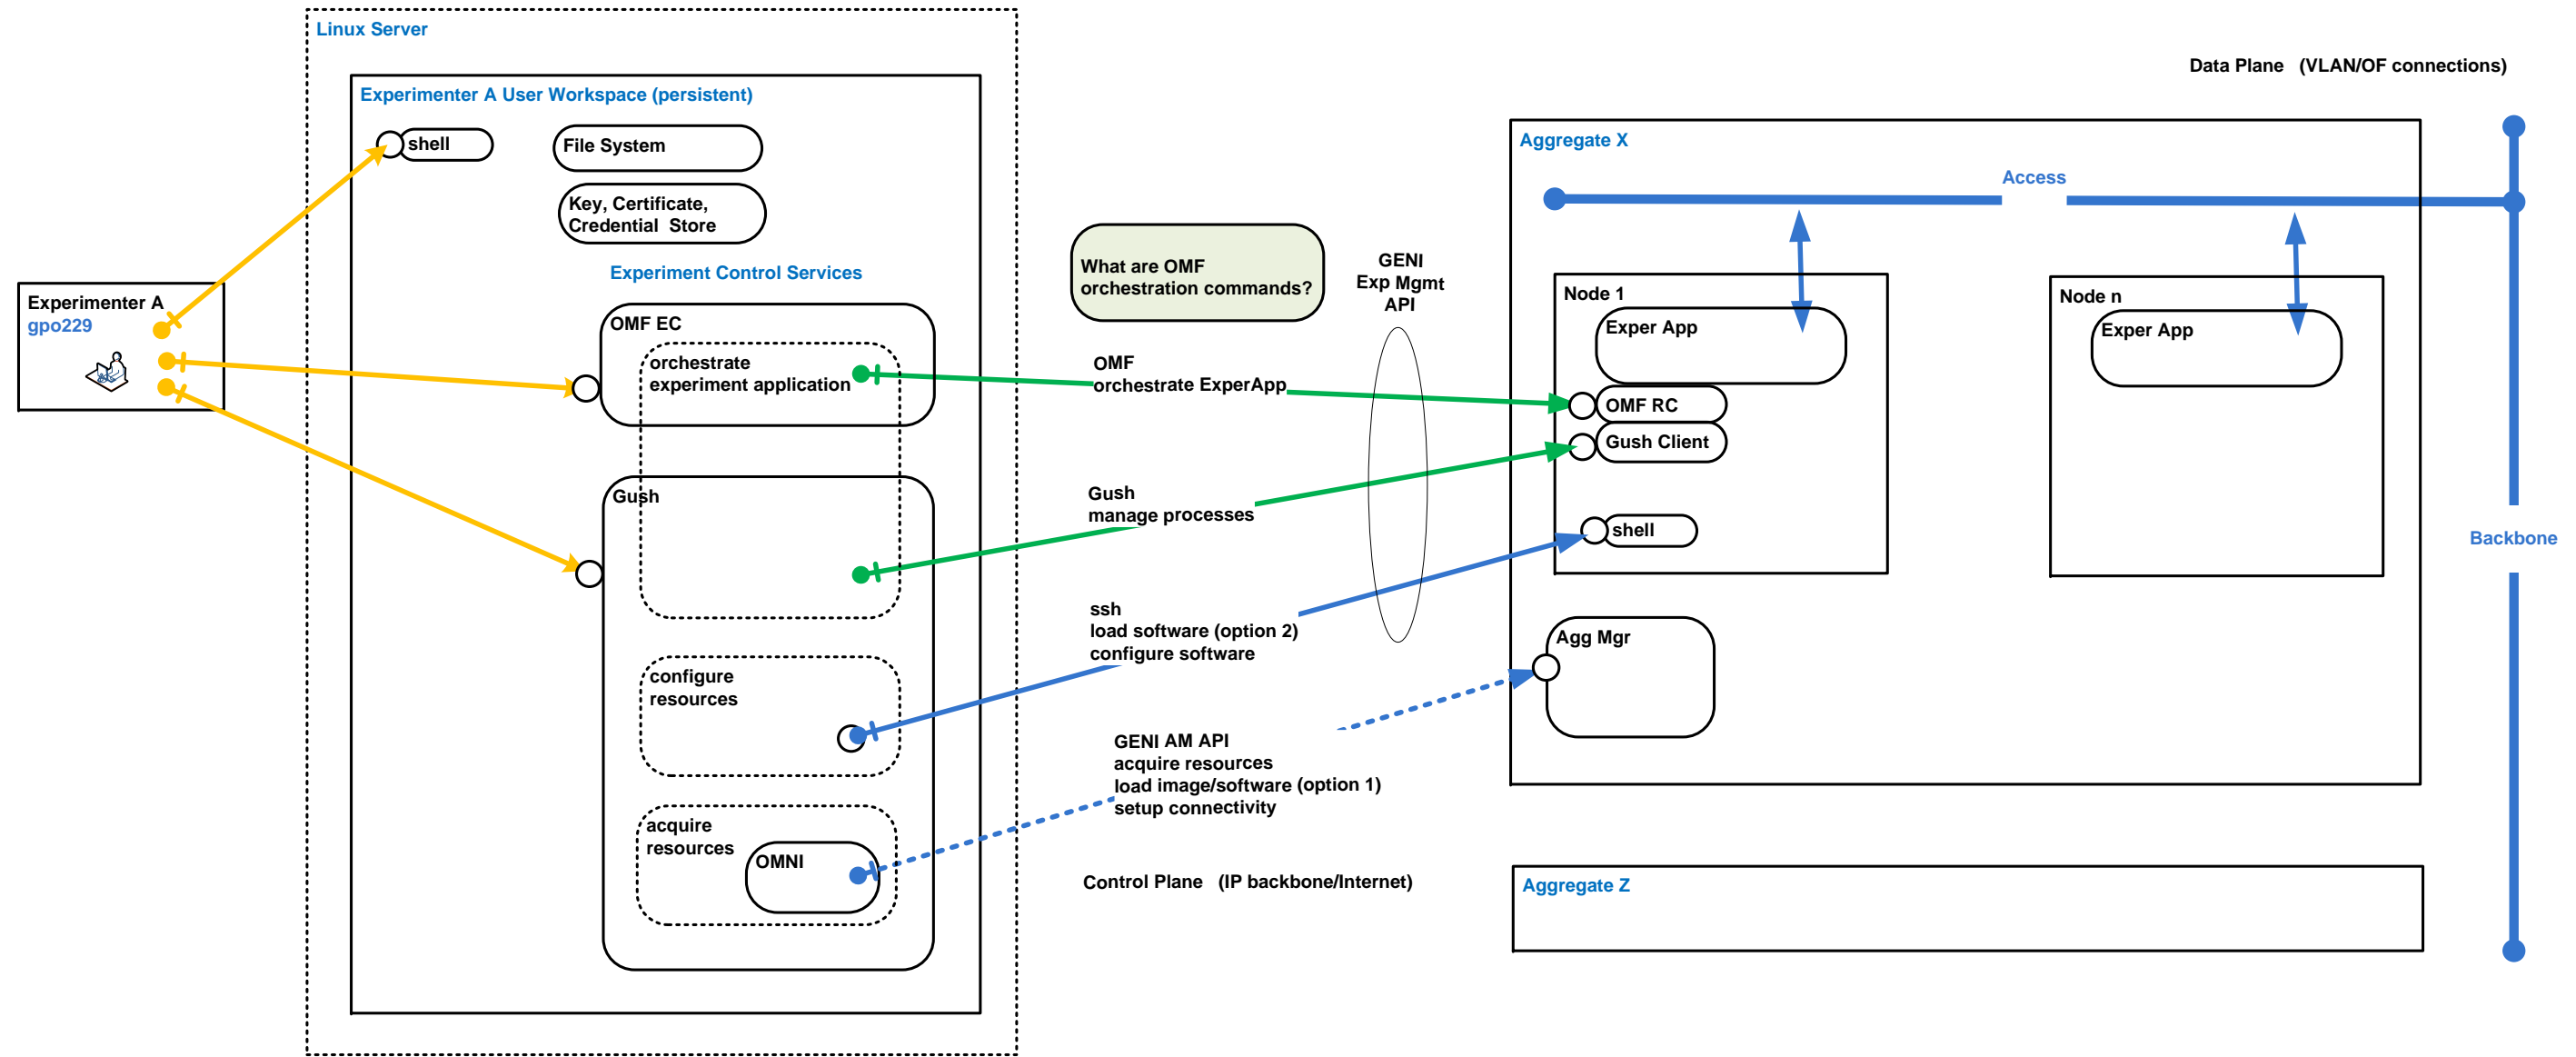 Linux Server
Experimenter A User Workspace (persistent)
shell
File System
Key, Certificate,
Credential Store
Experiment Control Services
Experimenter A
gpo229
OMF EC
orchestrate
experiment application
Gush
configure
resources
acquire
resources
OMNI
What are OMF
orchestration commands?
GENI
Exp Mgmt
API
OMF
orchestrate ExperApp
Gush
manage processes
ssh
load software (option 2)
configure software
GENI AM API
acquire resources
load image/software (option 1)
setup connectivity
Control Plane (IP backbone/Internet)
Data Plane (VLAN/OF connections)
Aggregate X
Access
Node 1
Exper App
OMF RC
Gush Client
shell
Node n
Exper App
Agg Mgr
Backbone
Aggregate Z